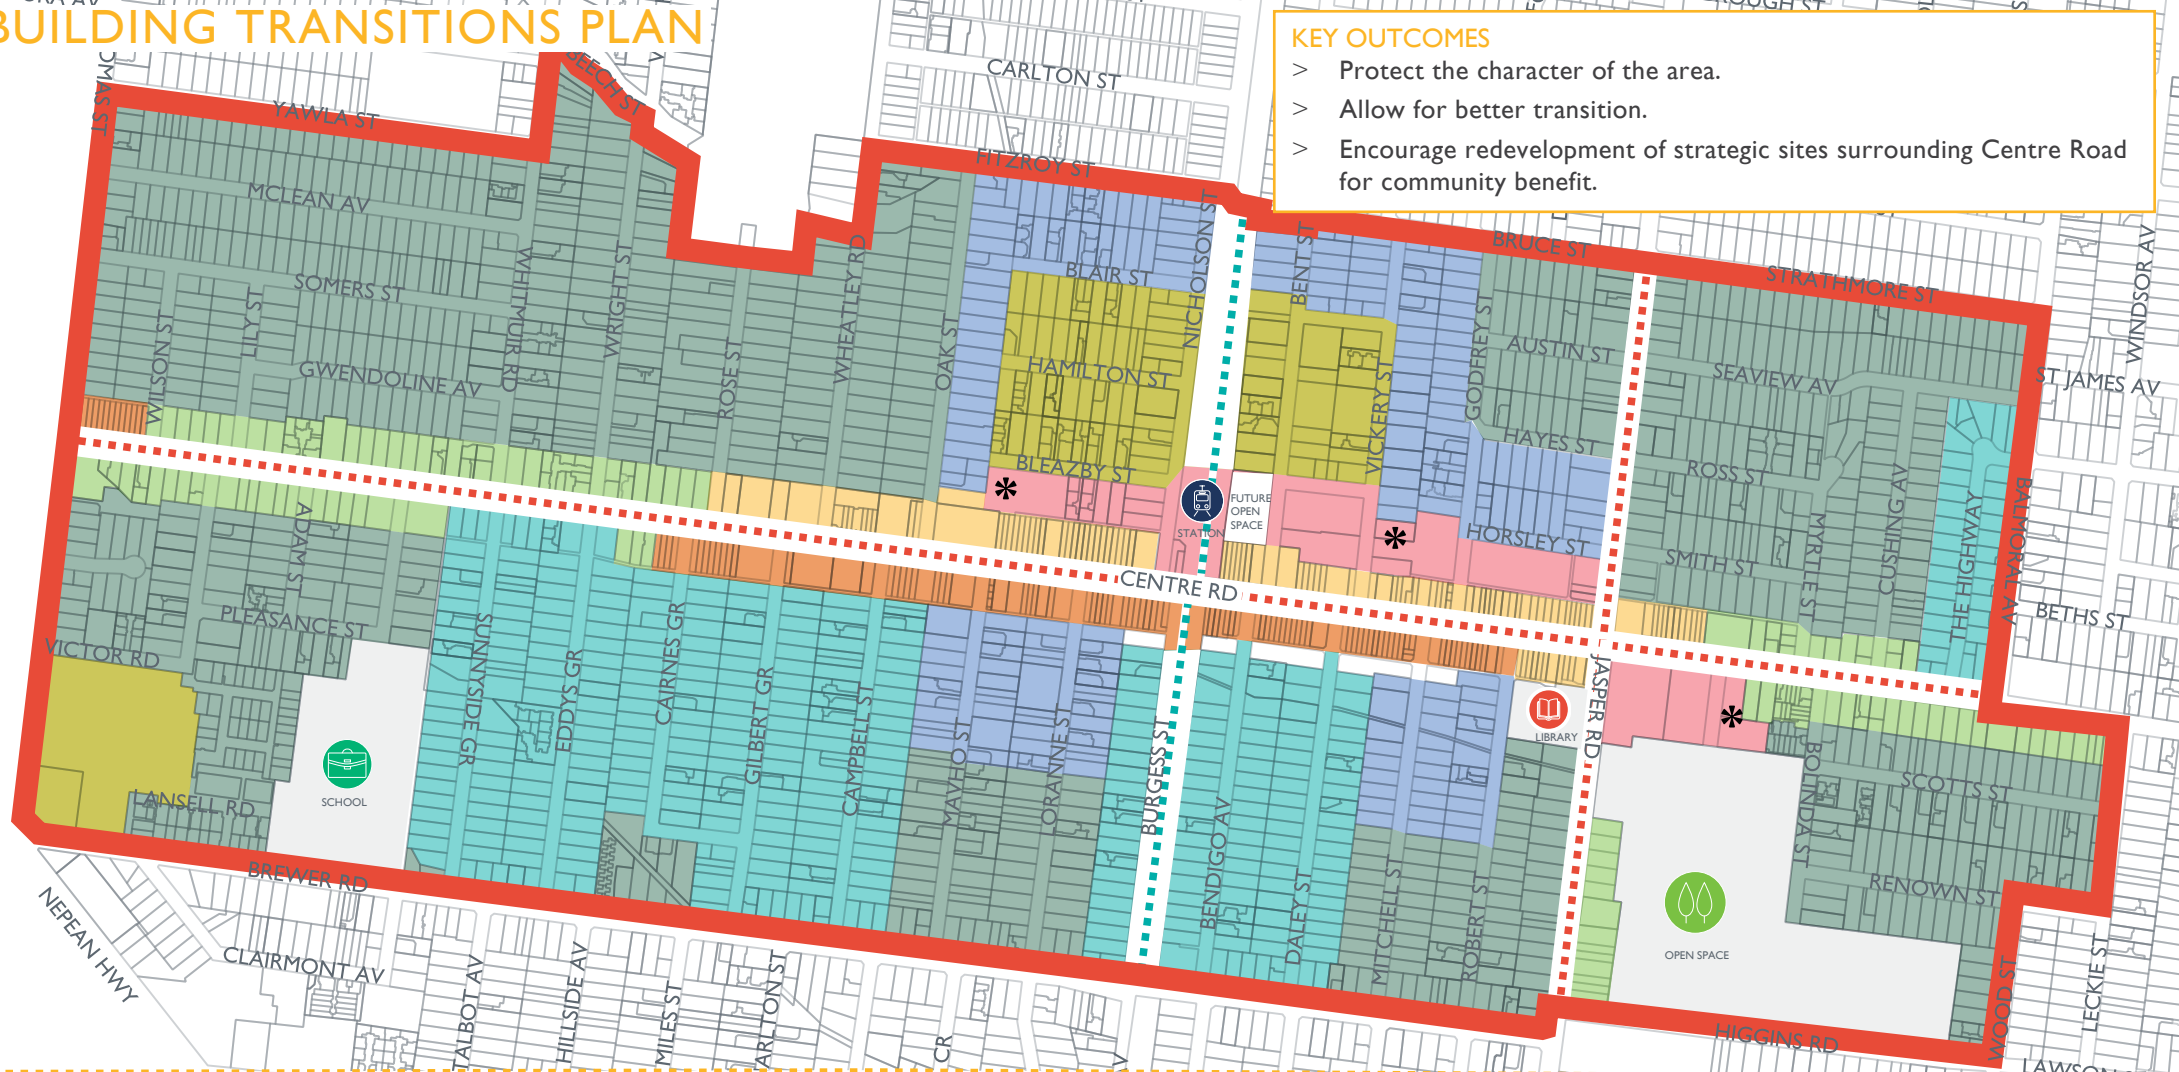 BUILDING TRANSITIONS PLAN
KEY OUTCOMES
> Protect the character of the area.
> Allow for better transition.
> Encourage redevelopment of strategic sites surrounding Centre Road
for community benefit.
BEECH ST
CARLTON ST
YAWLA ST
FITZROY ST
MCLEAN AV
NICHOLSON ST
BENT ST
BRUCE ST
STRATHMORE ST
WINDSOR AV
SOMERS ST
LILY ST
WILSON ST
WHITMUIR RD
WRIGHT ST
ROSE ST
WHEATLEY RD
OAK ST
BLAIR ST
HAMILTON ST
VICKERY ST
GODFREY S
AUSTIN ST
SEAVIEW AV
ST JAMES AV
GWENDOLINE AV
HAYES ST
ROSS ST
BLEAZBY ST
*
STATION
FUTURE
OPEN
SPACE
*
HORSLEY ST
SMITH ST
MYRTLE ST
CUSHING AV
THE HIGHWAY
BALMORAL AV
BETHS ST
CENTRE RD
ADAM ST
PLEASANCE ST
VICTOR RD
LANSELL RD
SCHOOL
SUNNYSIDE GR
EDDYS GR
CAIRNES GR
GILBERT GR
CAMPBELL ST
MAVHO ST
LORANNE ST
BURGESS ST
BENDIGO AV
DALEY ST
MITCHELL ST
ROBERT ST
LIBRARY
JASPER RD
*
BOLINDA ST
SCOTTS ST
RENOWN ST
OPEN SPACE
BREWER RD
NEPEAN HWY
CLAIRMONT AV
TALBOT AV
HILLSIDE AV
MILES ST
ARLTON ST
CR
HIGGINS RD
WOOD ST
LECKIE ST
LAWSON